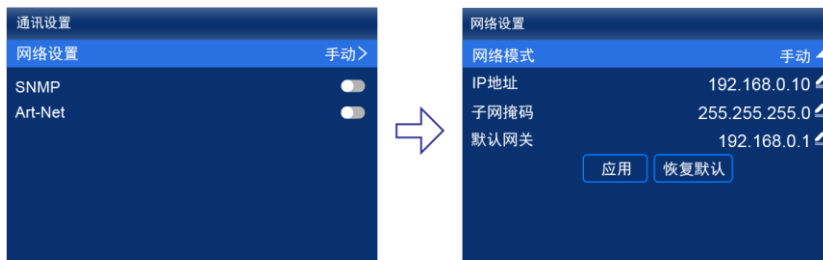 通讯设置
网络设置 手动>
SNMP
Art-Net
网络设置
网络模式 手动
IP地址 192.168.0.10
子网掩码 255.255.255.0
默认网关 192.168.0.1
应用 恢复默认